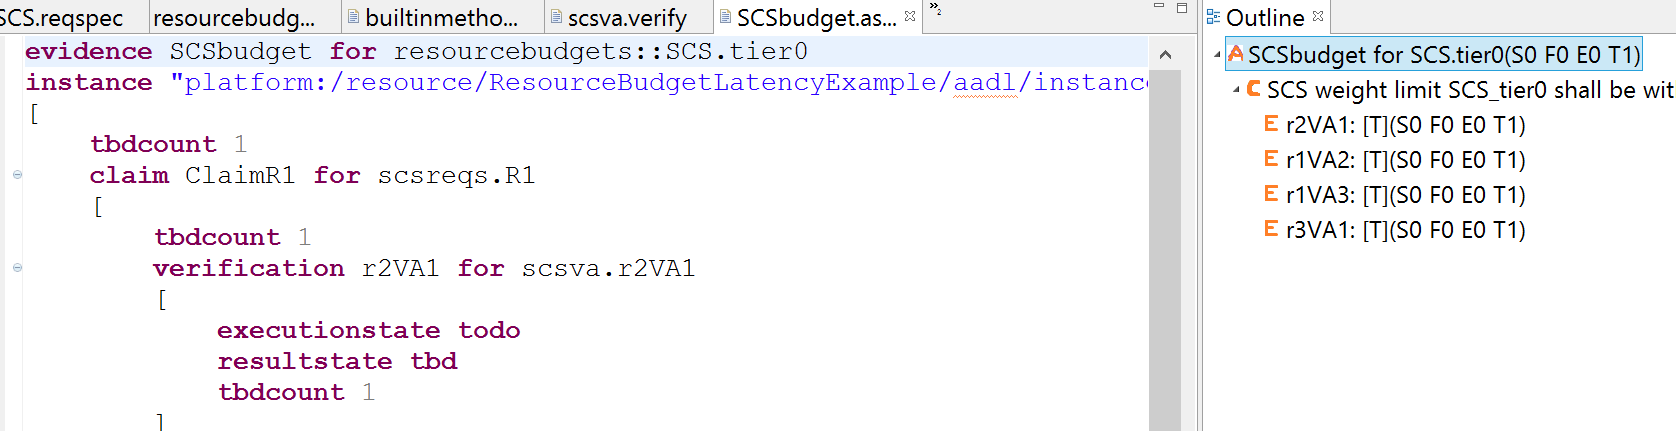 SCS.reqspec
resourcebudg...
builtinmetho...
scsva.verify
SCSbudget.as...
"2
evidence SCSbudget for resourcebudgets::SCS.tier0
instance "platform:/resource/ResourceBudgetLatencyExample/aadl/instance
[
tbdcount 1
claim ClaimR1 for scsreqs.R1
[
tbdcount 1
verification r2VA1 for scsva.r2VA1
[
executionstate todo
resultstate tbd
tbdcount 1
]
Outline
SCSbudget for SCS.tier0(S0 F0 E0 T1)
C SCS weight limit SCS_tier0 shall be wit
E r2VA1: [T](S0 F0 E0 T1)
E r1VA2: [T](S0 F0 E0 T1)
E r1VA3: [T](S0 F0 E0 T1)
E r3VA1: [T](S0 F0 E0 T1)